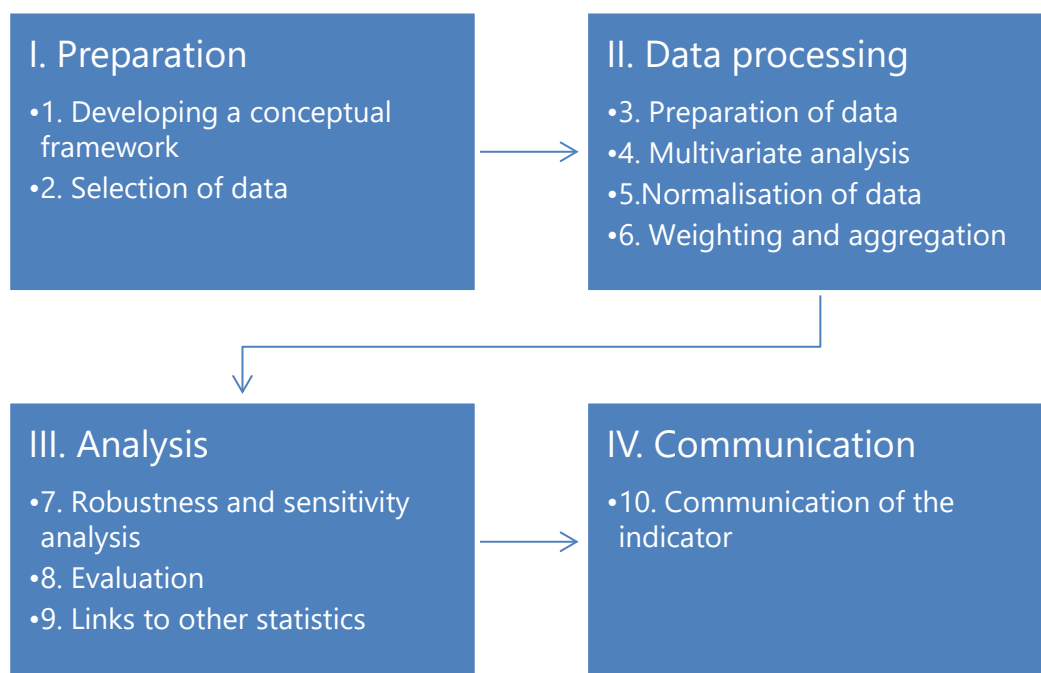 I. Preparation
•1. Developing a conceptual
framework
•2. Selection of data
II. Data processing
•3. Preparation of data
•4. Multivariate analysis
•5.Normalisation of data
•6. Weighting and aggregation
III. Analysis
•7. Robustness and sensitivity
analysis
•8. Evaluation
•9. Links to other statistics
IV. Communication
•10. Communication of the
indicator